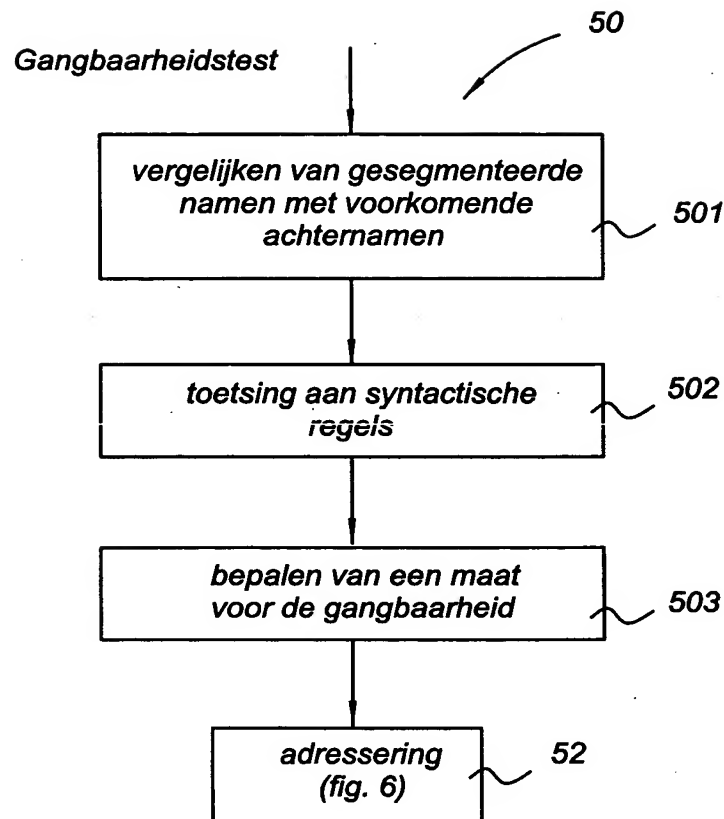 50
Gangbaarheidstest
vergelijken van gesegmenteerde
namen met voorkomende
achternamen
501
toetsing aan syntactische
regels
502
bepalen van een maat
voor de gangbaarheid
503
adressering
(fig. 6)
52